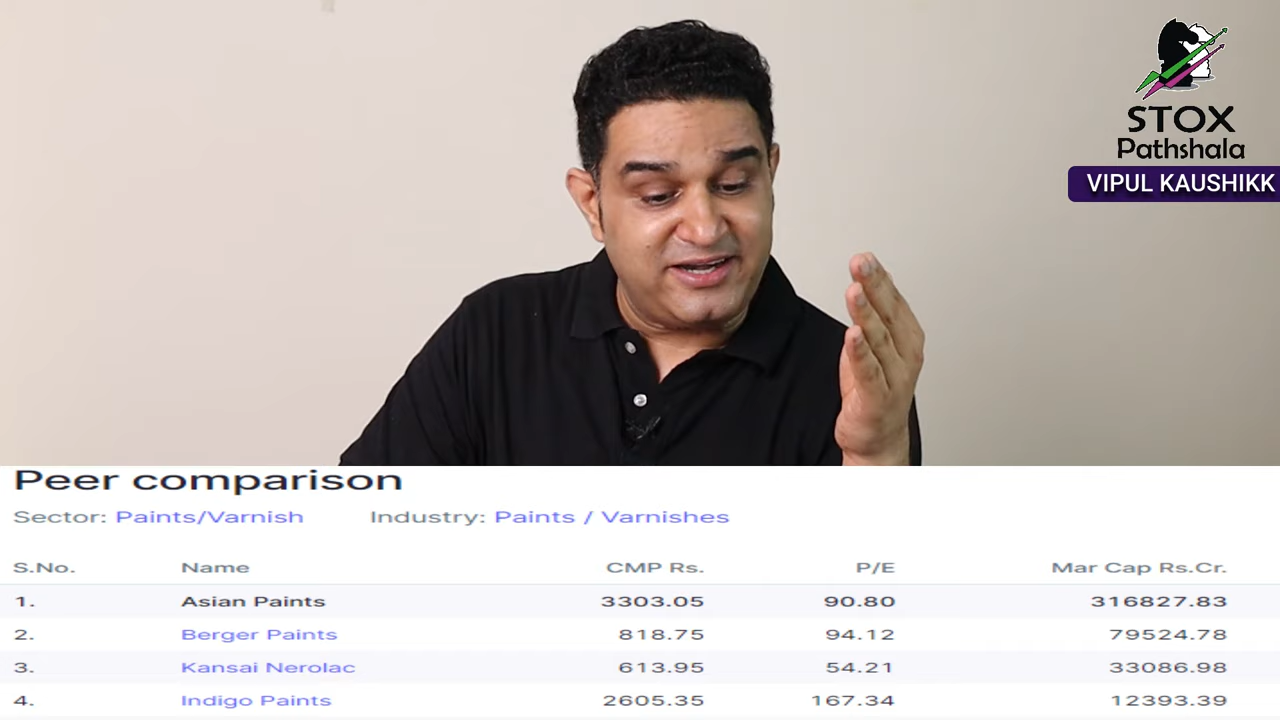 STOX
Pathshala
VIPUL KAUSHIKK
Peer comparison
Sector: Paints/Varnish Industry: Paints / Varnishes
S.No. Name CMP Rs. P/E Mar Cap Rs.Cr.
1. Asian Paints 3303.05 90.80 316827.83
2. Berger Paints 818.75 94.12 79524.78
3. Kansai Nerolac 613.95 54.21 33086.98
4. Indigo Paints 2605.35 167.34 12393.39